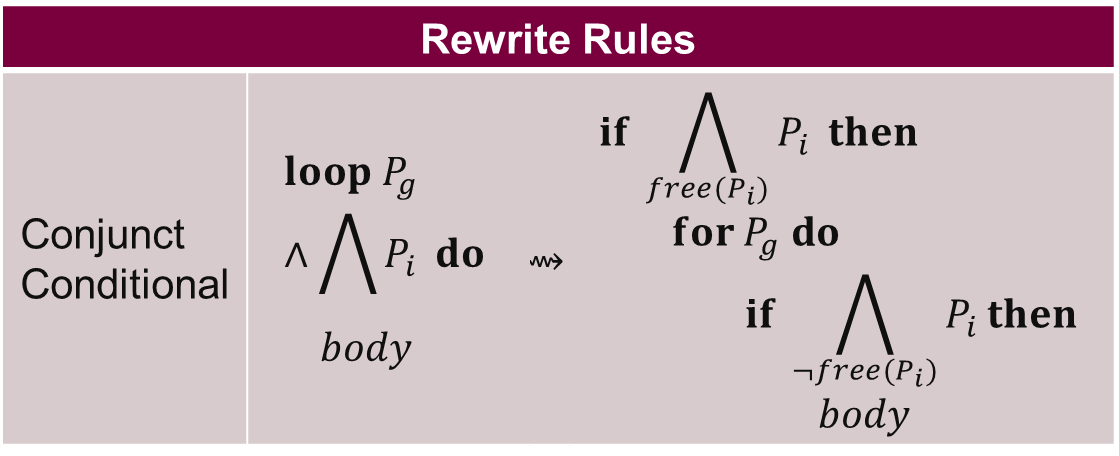 Rewrite Rules
Conjunct
Conditional
loop P_g
∧ ⋀ P_i do
body
⇝
if ⋀ P_i then
free(P_i)
for P_g do
if ⋀ P_i then
¬free(P_i)
body